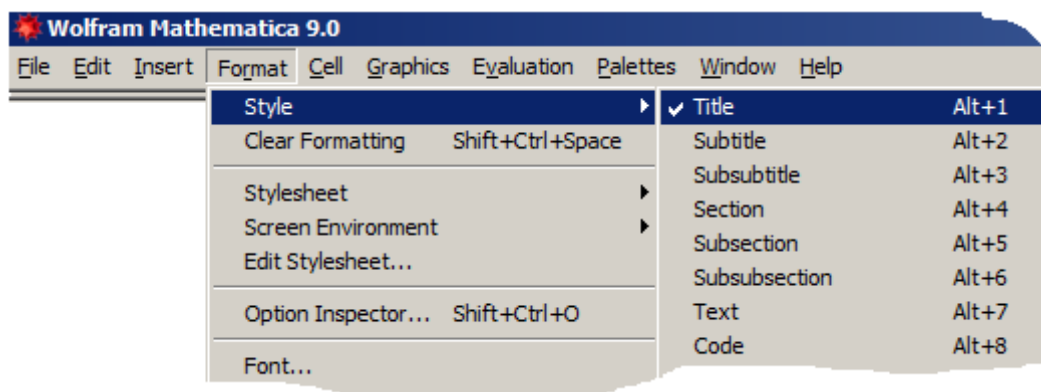 Wolfram Mathematica 9.0
File Edit Insert Format Cell Graphics Evaluation Palettes Window Help
Style
Clear Formatting Shift+Ctrl+Space
Stylesheet
Screen Environment
Edit Stylesheet...
Option Inspector... Shift+Ctrl+O
Font...
Title Alt+1
Subtitle Alt+2
Subsubtitle Alt+3
Section Alt+4
Subsection Alt+5
Subsubsection Alt+6
Text Alt+7
Code Alt+8